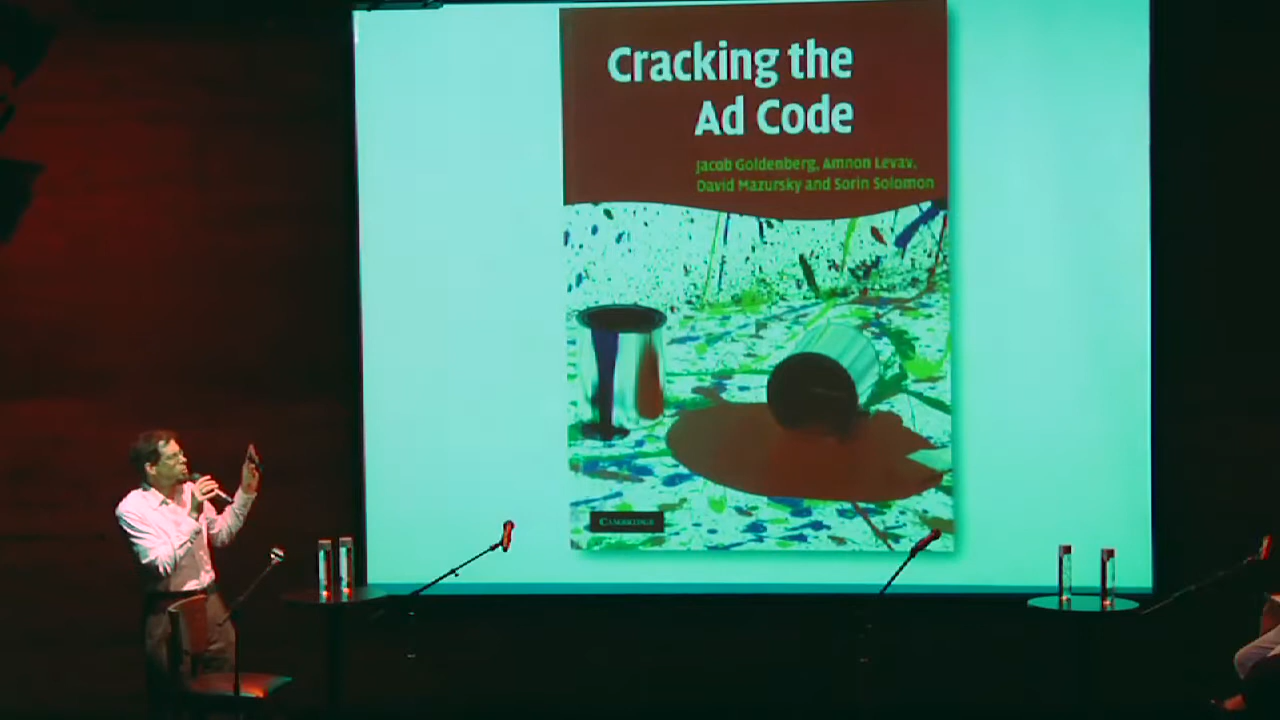 Cracking the
Ad Code
Jacob Goldenberg, Amnon Levav,
David Mazursky and Sorin Solomon
CAMBRIDGE